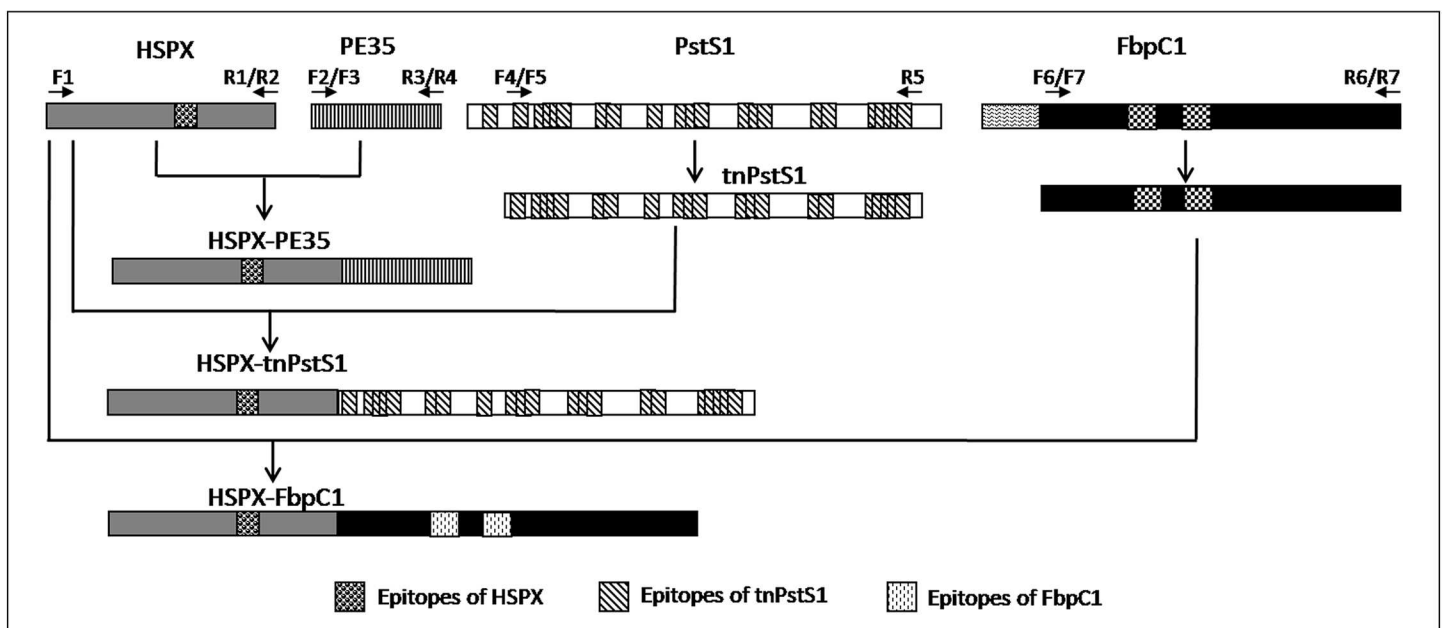 HSPX PE35 PstS1 FbpC1
F1 R1/R2 F2/F3 R3/R4 F4/F5 R5 F6/F7 R6/R7
tnPstS1
HSPX-PE35
HSPX-tnPstS1
HSPX-FbpC1
Epitopes of HSPX Epitopes of tnPstS1 Epitopes of FbpC1